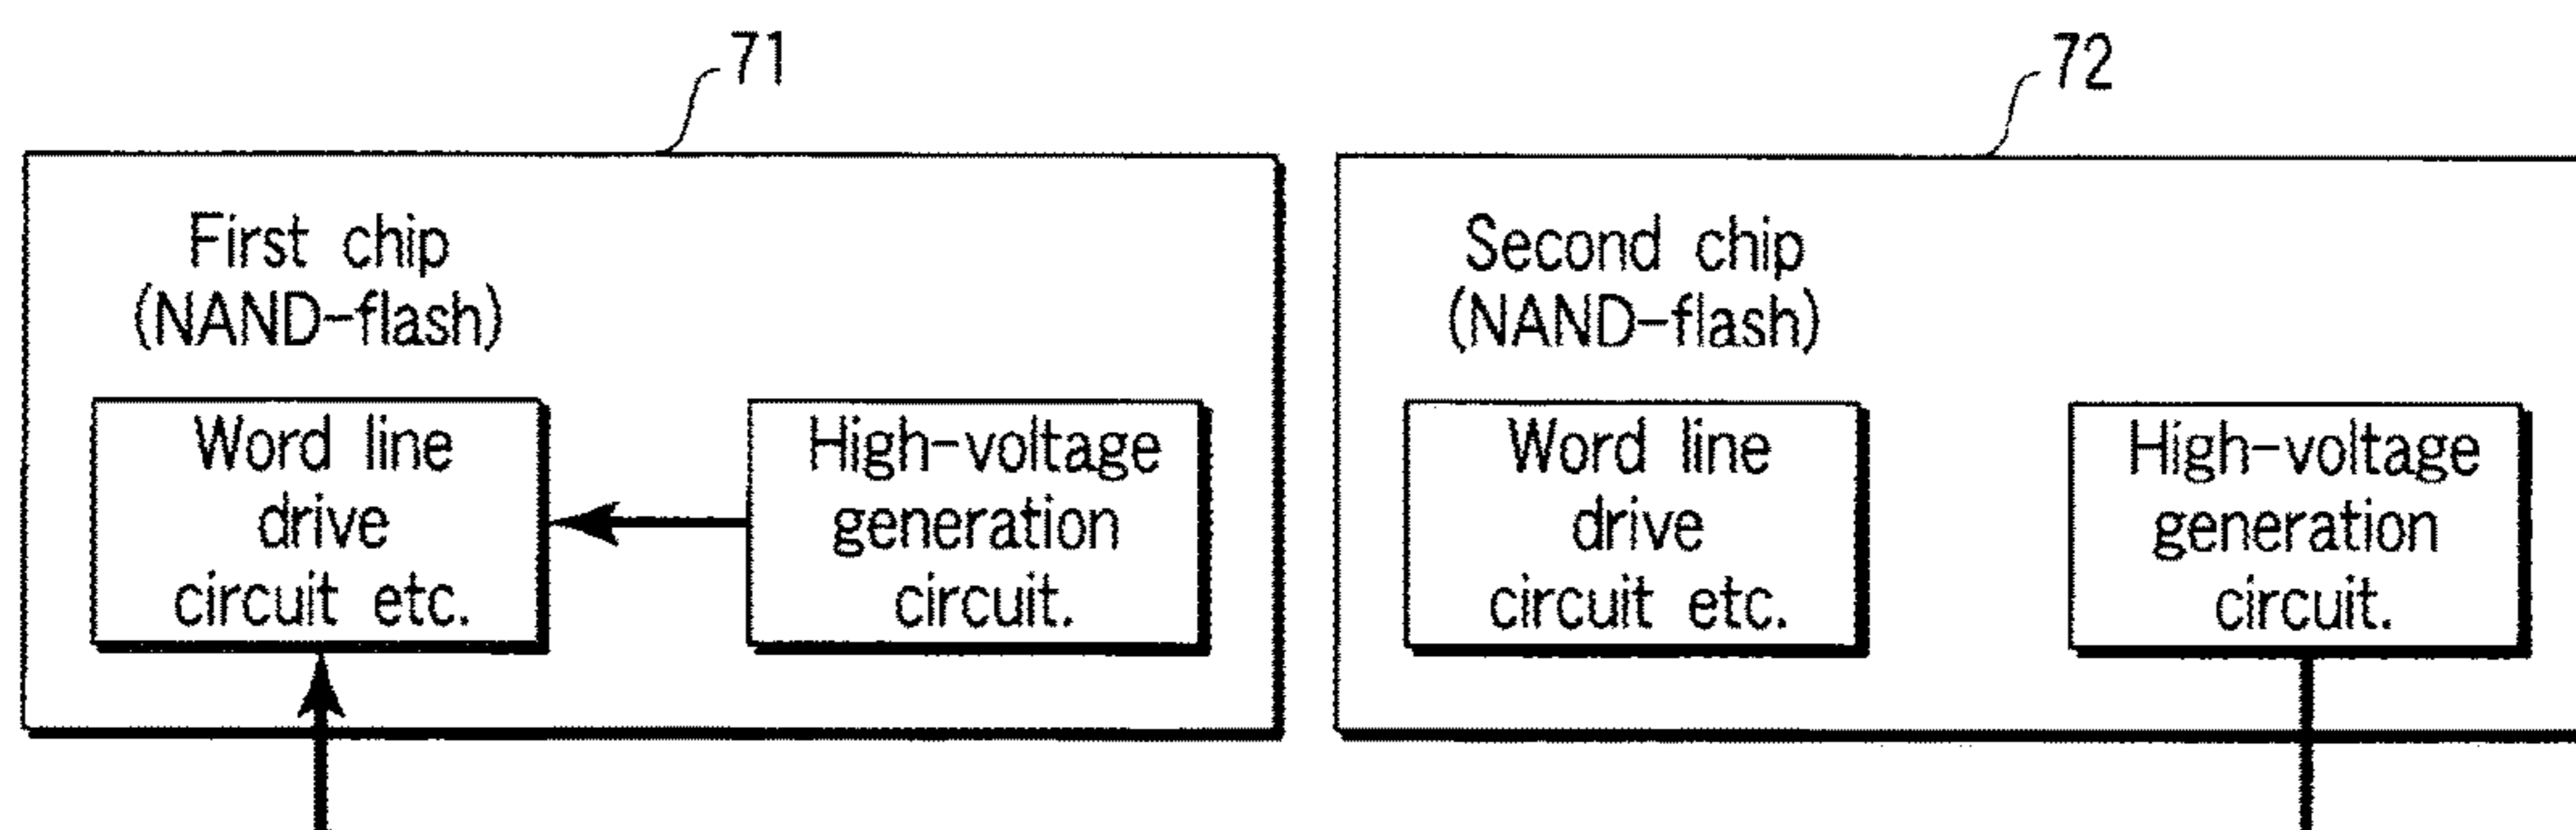 71
72
First chip
(NAND-flash)
Word line
drive
circuit etc.
High-voltage
generation
circuit.
Second chip
(NAND-flash)
Word line
drive
circuit etc.
High-voltage
generation
circuit.